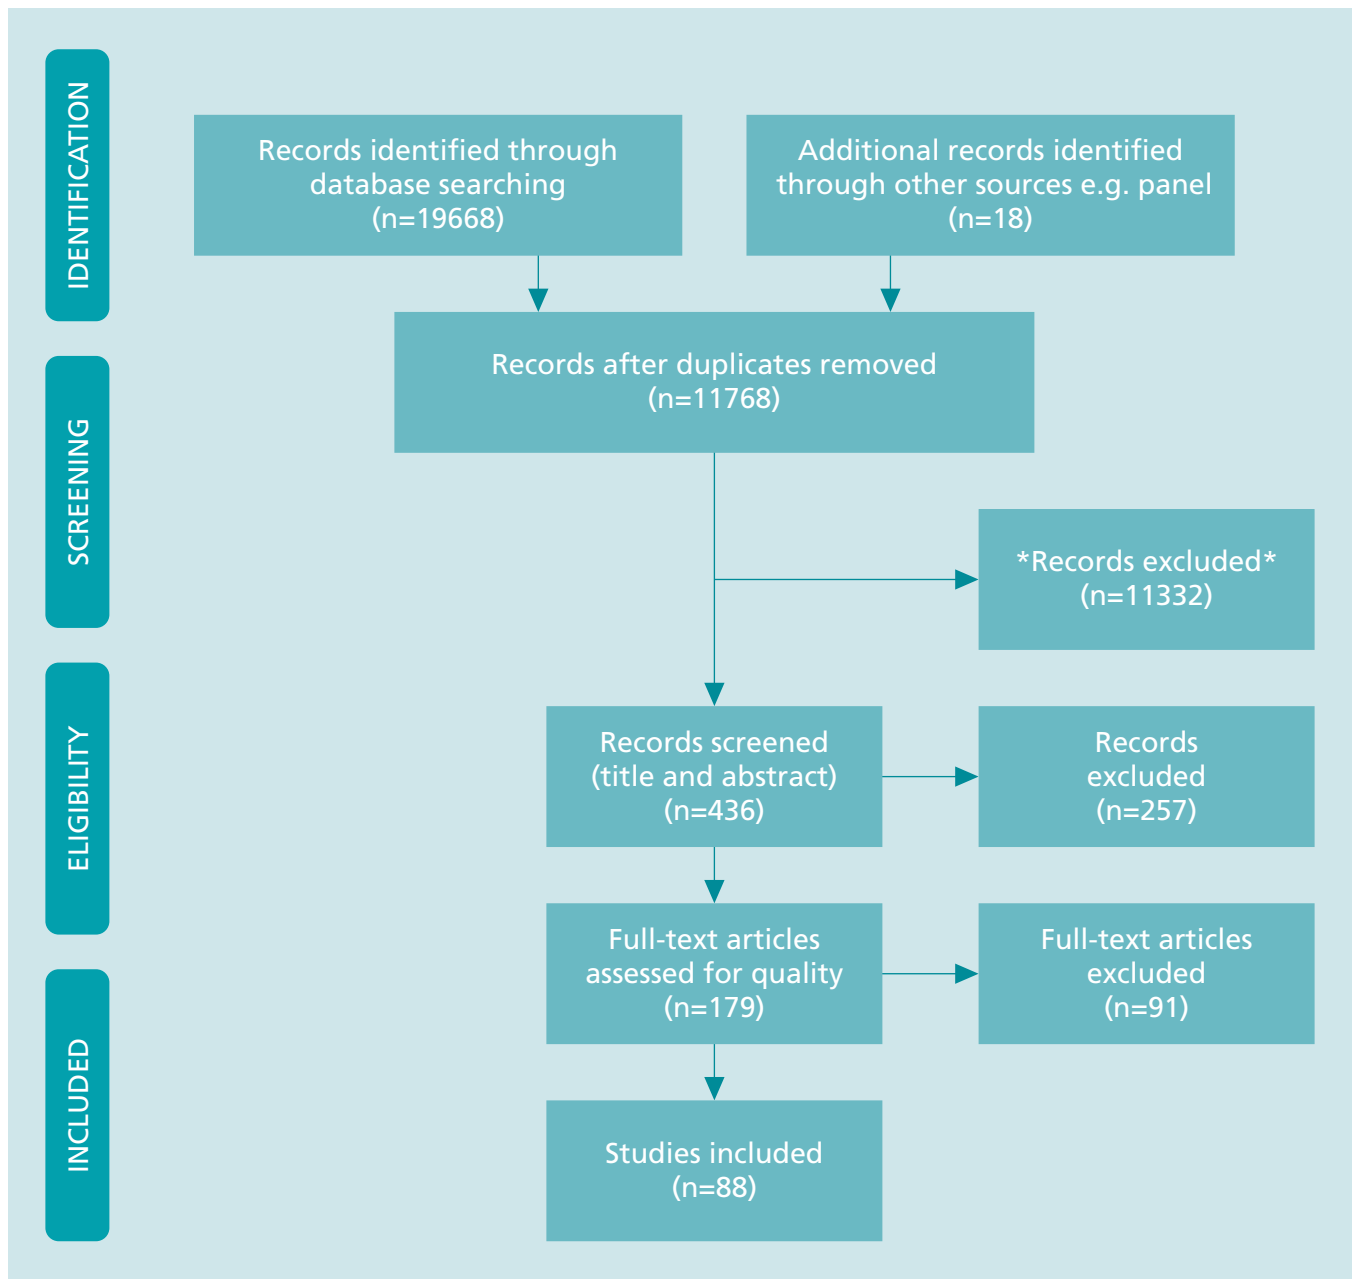 IDENTIFICATION
Records identified through
database searching
(n=19668)
Additional records identified
through other sources e.g. panel
(n=18)
Records after duplicates removed
(n=11768)
SCREENING
*Records excluded*
(n=11332)
ELIGIBILITY
Records screened
(title and abstract)
(n=436)
Records
excluded
(n=257)
Full-text articles
assessed for quality
(n=179)
Full-text articles
excluded
(n=91)
INCLUDED
Studies included
(n=88)